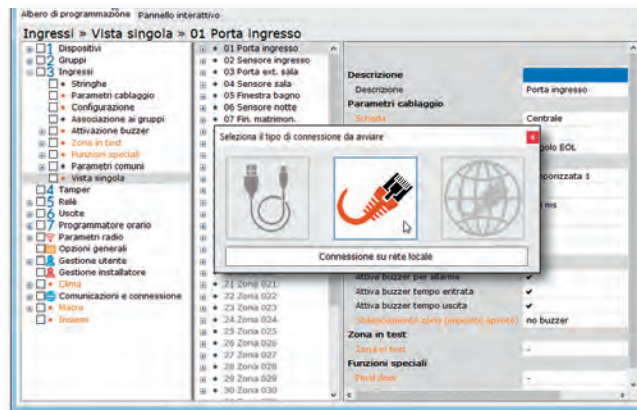 Albero di programmazione Pannello interattivo
Ingressi » Vista singola » 01 Porta ingresso
1 Dispositivi
2 Gruppi
3 Ingressi
Stringhe
Parametri cablaggio
Configurazione
Associazione ai gruppi
Attivazione buzzer
Zona in test
Funzioni speciali
Parametri comuni
Vista singola
4 Tamper
5 Relè
6 Uscite
7 Programmatore orario
Parametri radio
Opzioni generali
Gestione utente
Gestione installatore
Clima
Comunicazioni e connessione
Macro
Insiemi
01 Porta ingresso
02 Sensore ingresso
03 Porta ext. sala
04 Sensore sala
05 Finestra bagno
06 Sensore notte
07 Fin. matrimon.
21 Zona 021
22 Zona 022
23 Zona 023
24 Zona 024
25 Zona 025
26 Zona 026
27 Zona 027
28 Zona 028
29 Zona 029
30 Zona 030
Descrizione
Descrizione Porta ingresso
Parametri cablaggio
Scheda Centrale
Seleziona il tipo di connessione da avviare
Connessione su rete locale
Attiva buzzer per allarme
Attiva buzzer tempo entrata
Attiva buzzer tempo uscita
no buzzer
Zona in test
Zona in test -
Funzioni speciali
-